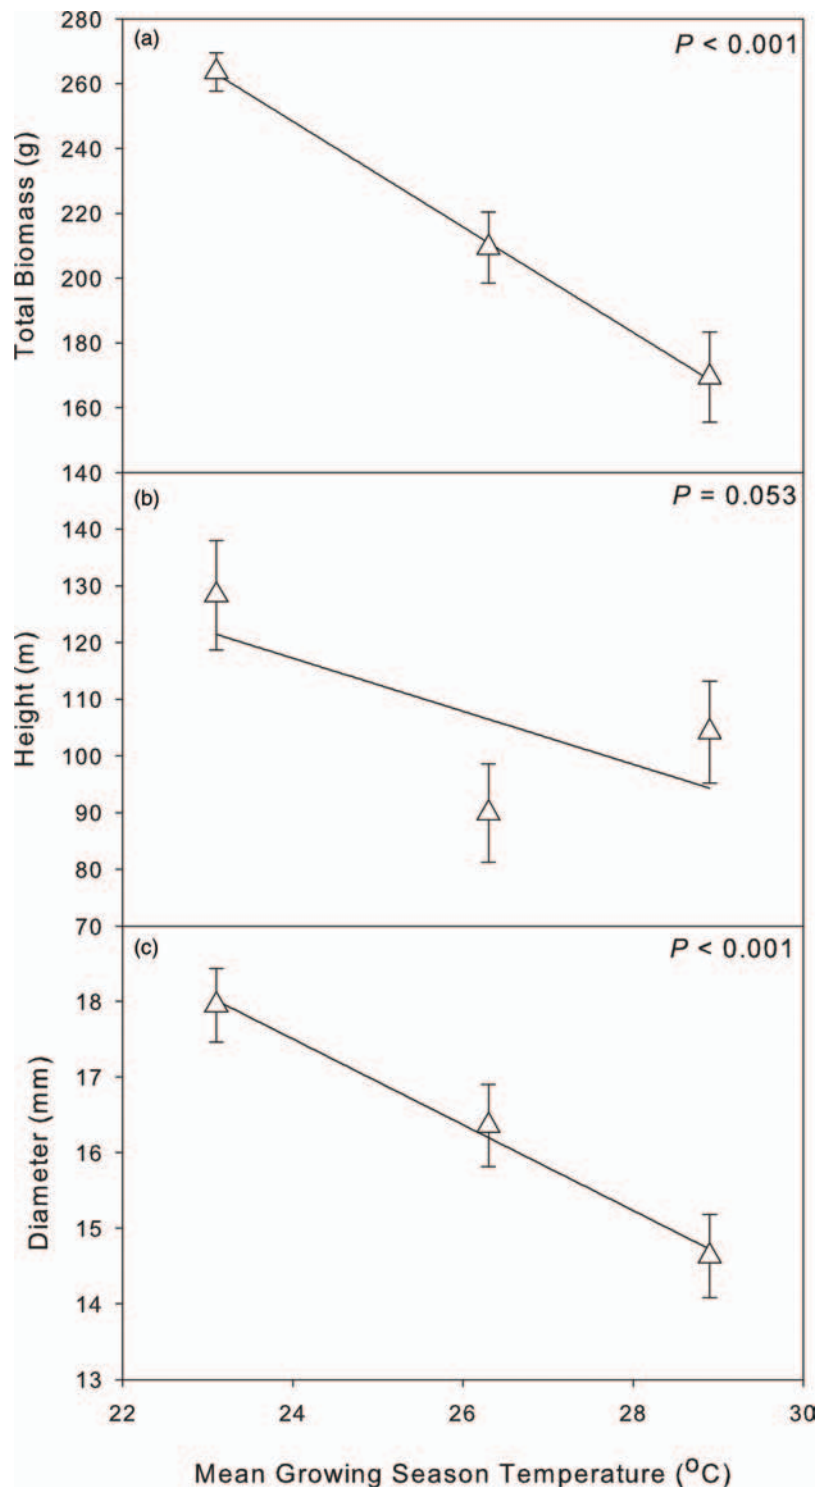 280
(a)
P < 0.001
260
240
220
200
180
160
140
Total Biomass (g)
(b)
P = 0.053
140
130
120
110
100
90
80
70
Height (m)
(c)
P < 0.001
18
17
16
15
14
13
Diameter (mm)
22 24 26 28 30
Mean Growing Season Temperature (°C)